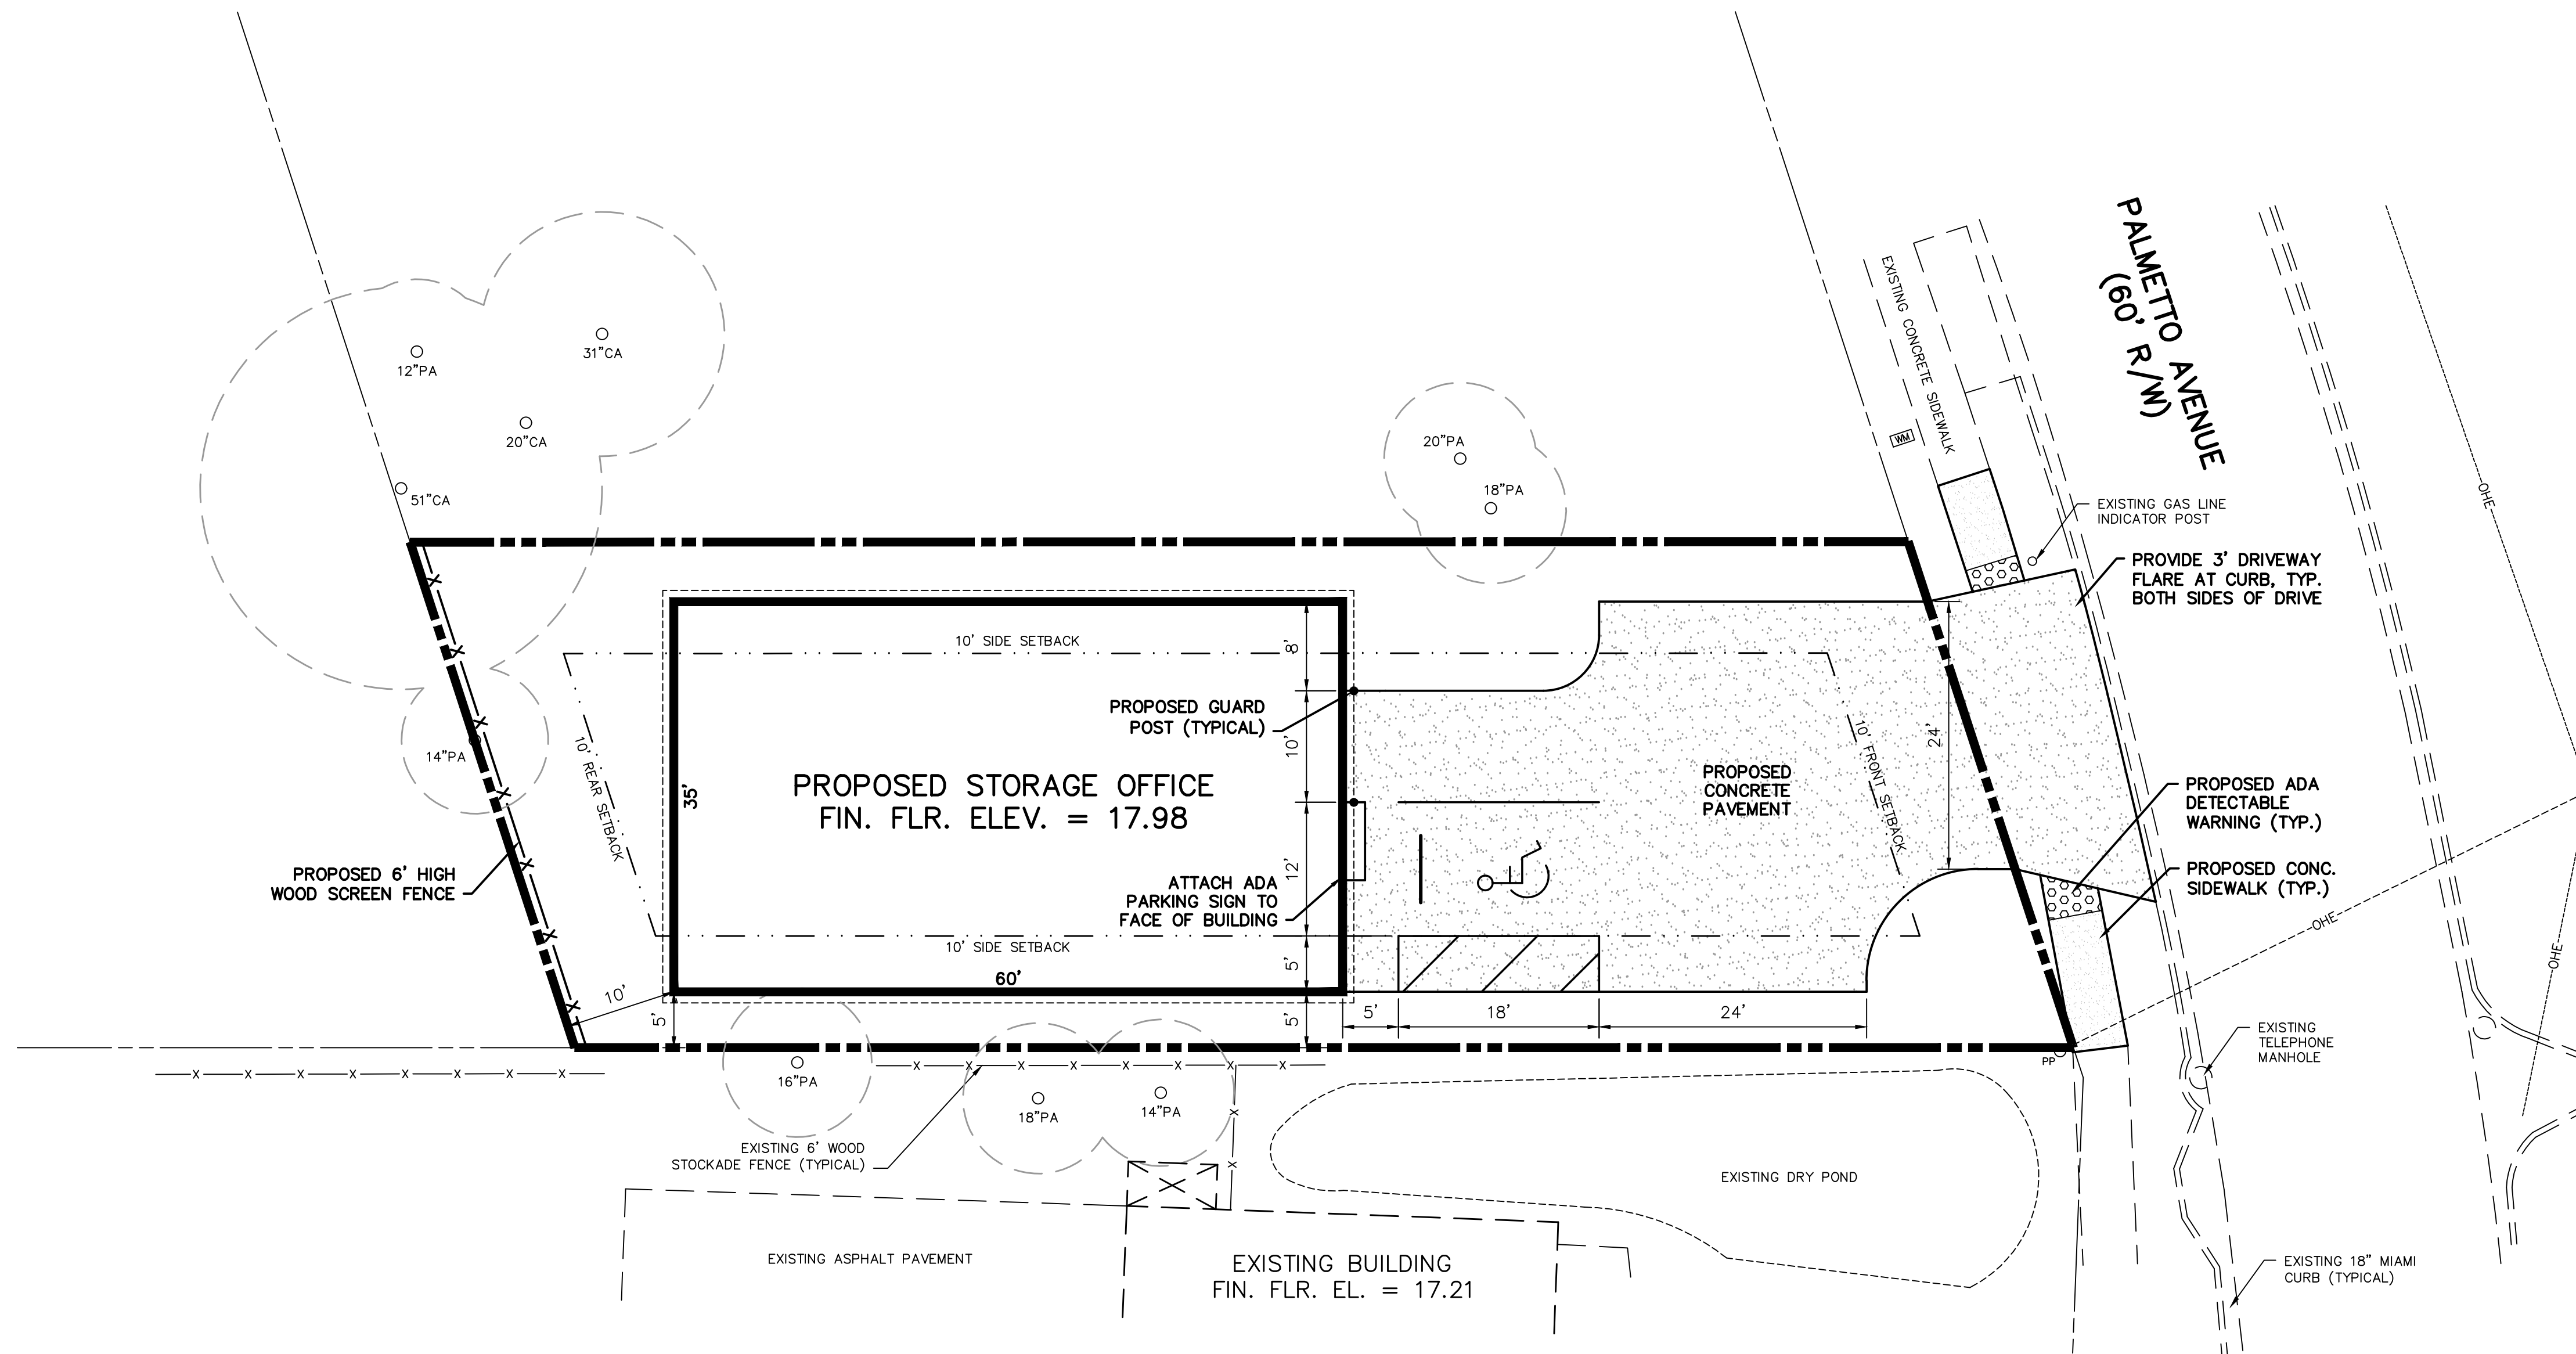 PALMETTO AVENUE
(60' R/W)
EXISTING CONCRETE SIDEWALK
WM
12"PA
31"CA
20"CA
51"CA
14"PA
20"PA
18"PA
OHE
EXISTING GAS LINE
INDICATOR POST
PROVIDE 3' DRIVEWAY
FLARE AT CURB, TYP.
BOTH SIDES OF DRIVE
10' SIDE SETBACK
8'
PROPOSED GUARD
POST (TYPICAL)
10'
10' REAR SETBACK
35'
PROPOSED STORAGE OFFICE
FIN. FLR. ELEV. = 17.98
PROPOSED
CONCRETE
PAVEMENT
10' FRONT SETBACK
24'
PROPOSED ADA
DETECTABLE
WARNING (TYP.)
PROPOSED CONC.
SIDEWALK (TYP.)
PROPOSED 6' HIGH
WOOD SCREEN FENCE
12'
ATTACH ADA
PARKING SIGN TO
FACE OF BUILDING
10' SIDE SETBACK
60'
5'
10'
5'
5'
5'
18'
24'
OHE
OHE
X X X X X X X X X X
X X X X X X X X
X X X X X X X X
X
X
16"PA
18"PA
14"PA
PP
EXISTING
TELEPHONE
MANHOLE
EXISTING 6' WOOD
STOCKADE FENCE (TYPICAL)
EXISTING DRY POND
EXISTING ASPHALT PAVEMENT
EXISTING BUILDING
FIN. FLR. EL. = 17.21
EXISTING 18" MIAMI
CURB (TYPICAL)